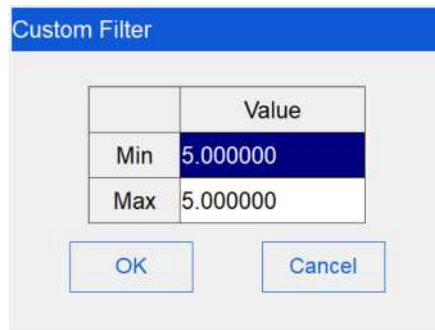 Custom Filter
Value
Min 5.000000
Max 5.000000
OK Cancel